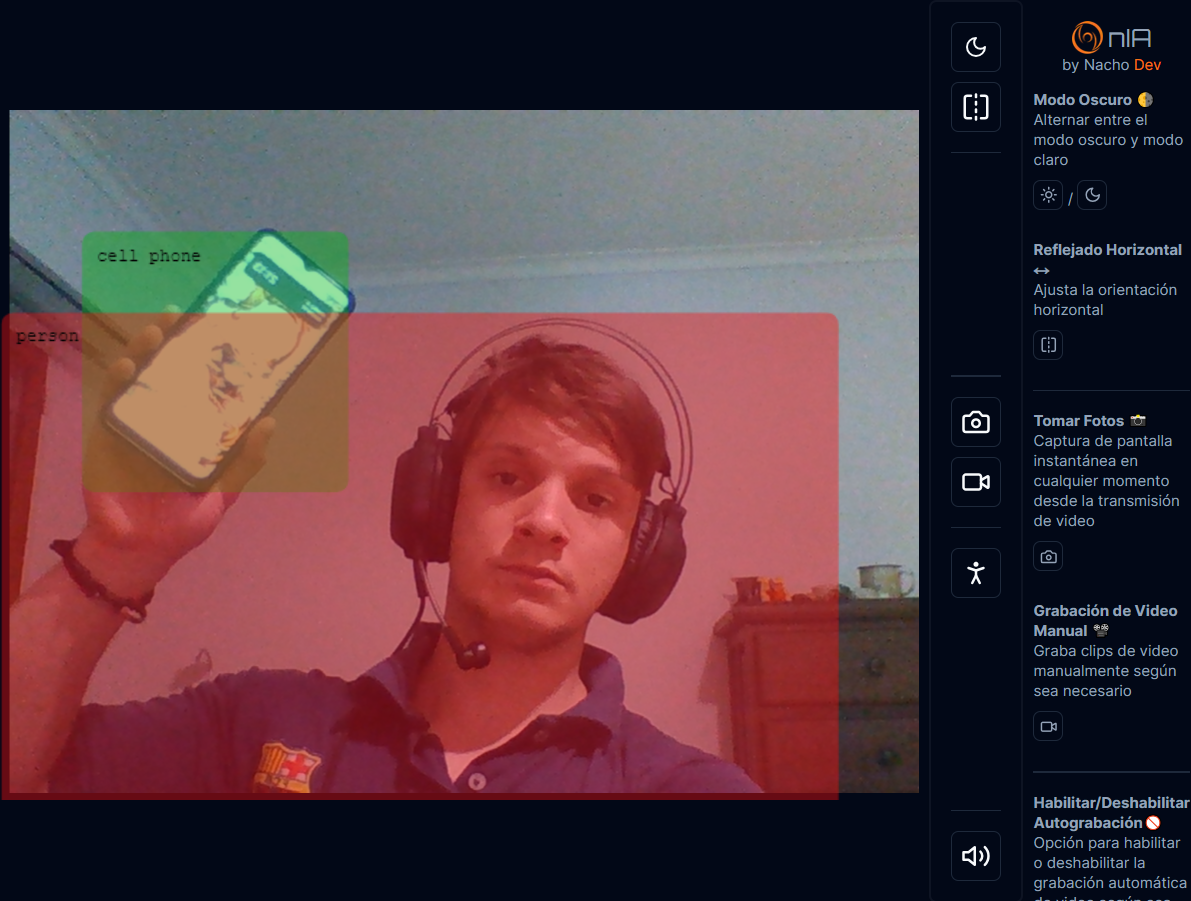 cell phone
person
nIA
by Nacho Dev
Modo Oscuro
Alternar entre el
modo oscuro y modo
claro
/
Reflejado Horizontal
Ajusta la orientación
horizontal
Tomar Fotos
Captura de pantalla
instantánea en
cualquier momento
desde la transmisión
de video
Grabación de Video
Manual
Graba clips de video
manualmente según
sea necesario
Habilitar/Deshabilitar
Autograbación
Opción para habilitar
o deshabilitar la
grabación automática